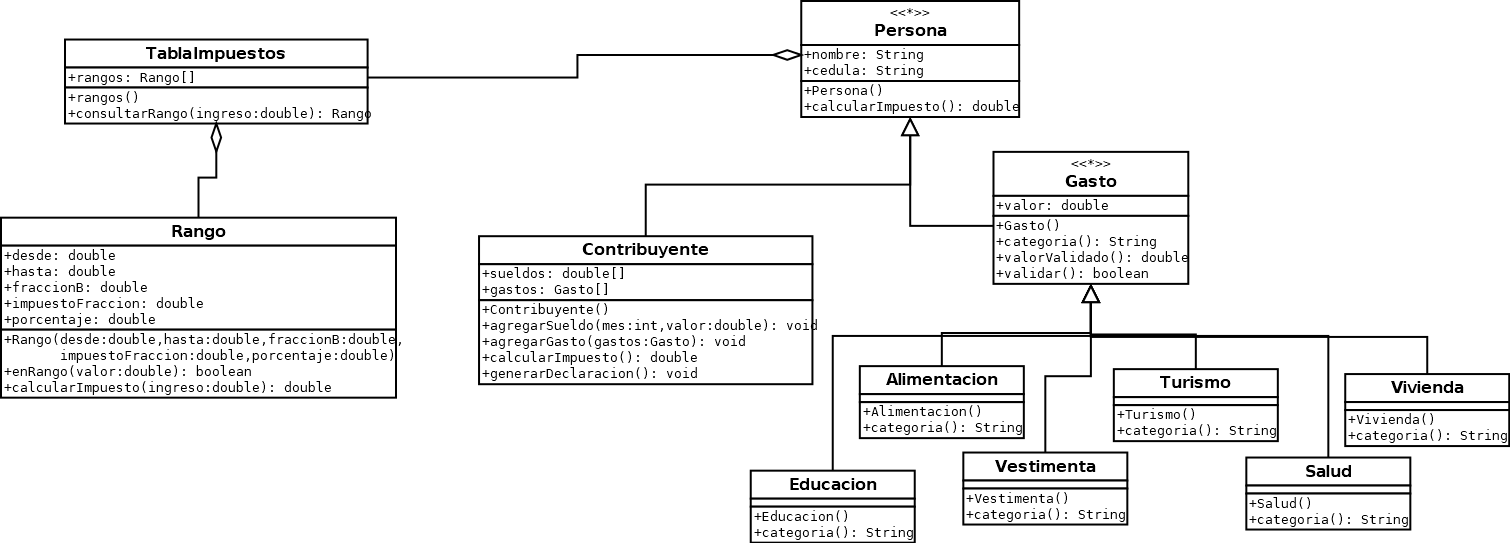 TablaImpuestos
+rangos: Rango[]
+rangos()
+consultarRango(ingreso:double): Rango
<<*>>
Persona
+nombre: String
+cedula: String
+Persona()
+calcularImpuesto(): double
<<*>>
Gasto
+valor: double
+Gasto()
+categoria(): String
+valorValidado(): double
+validar(): boolean
Rango
+desde: double
+hasta: double
+fraccionB: double
+impuestoFraccion: double
+porcentaje: double
+Rango(desde:double,hasta:double,fraccionB:double,
impuestoFraccion:double,porcentaje:double)
+enRango(valor:double): boolean
+calcularImpuesto(ingreso:double): double
Contribuyente
+sueldos: double[]
+gastos: Gasto[]
+Contribuyente()
+agregarSueldo(mes:int,valor:double): void
+agregarGasto(gastos:Gasto): void
+calcularImpuesto(): double
+generarDeclaracion(): void
Alimentacion
+Alimentacion()
+categoria(): String
Turismo
+Turismo()
+categoria(): String
Vivienda
+Vivienda()
+categoria(): String
Educacion
+Educacion()
+categoria(): String
Vestimenta
+Vestimenta()
+categoria(): String
Salud
+Salud()
+categoria(): String